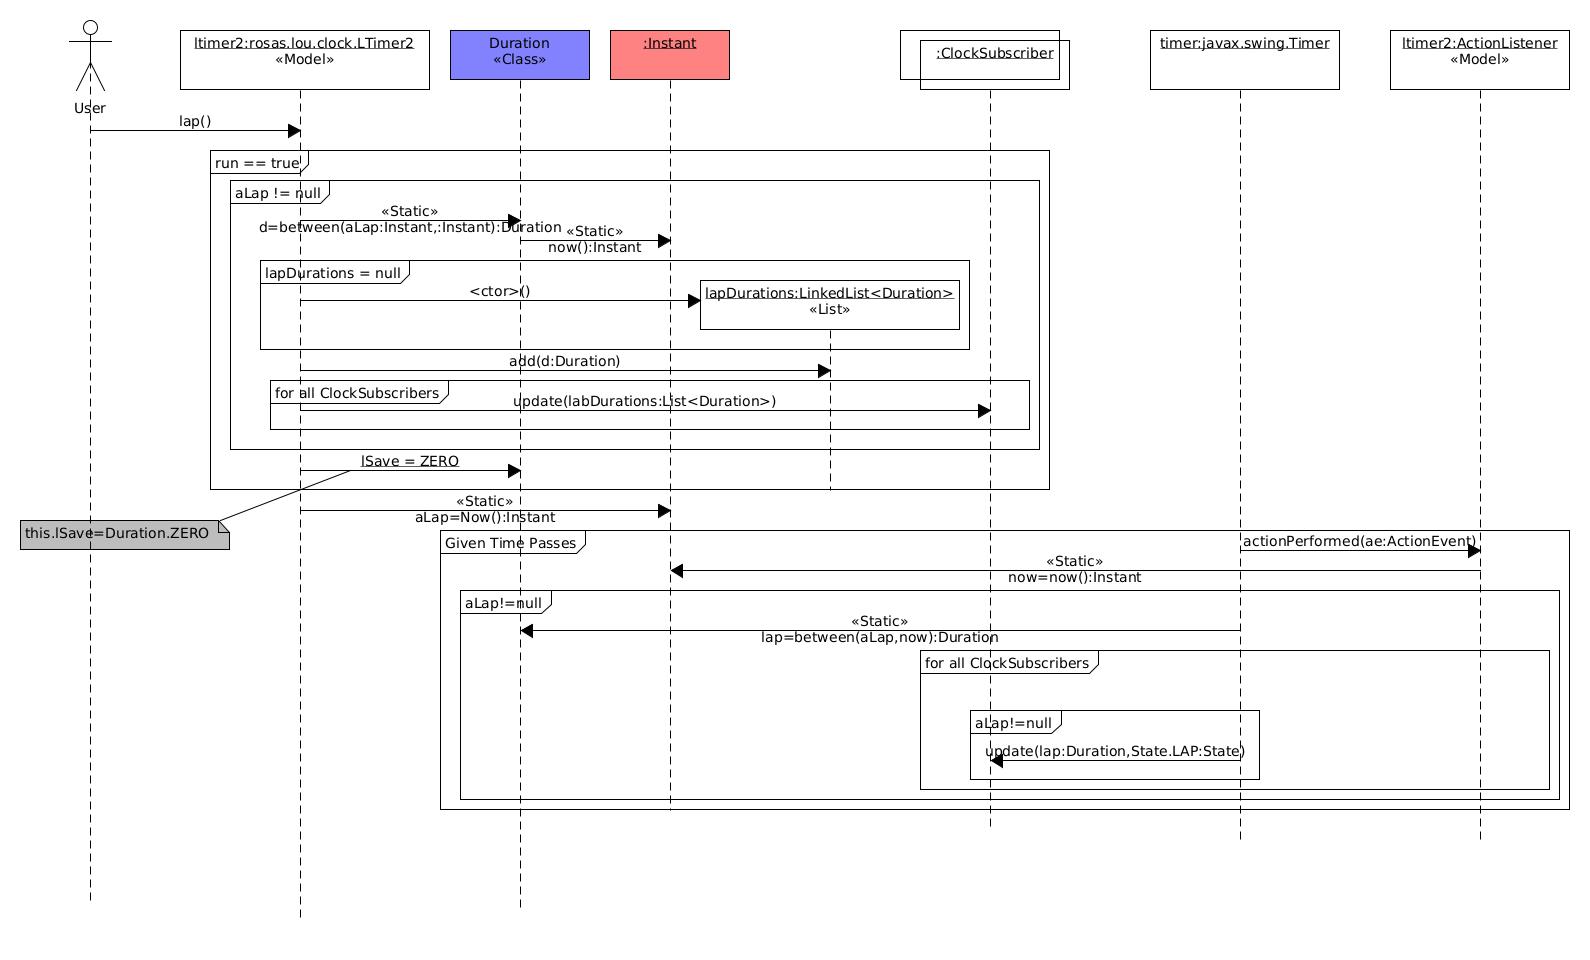 ltimer2:rosas.lou.clock.LTimer2
«Model»
Duration
«Class»
:Instant
:ClockSubscriber
timer:javax.swing.Timer
ltimer2:ActionListener
«Model»
User
lap()
run == true
aLap != null
«Static»
d=between(aLap:Instant,:Instant):Duration
«Static»
now():Instant
lapDurations = null
<ctor>()
lapDurations:LinkedList<Duration>
«List»
add(d:Duration)
for all ClockSubscribers
update(labDurations:List<Duration>)
lSave = ZERO
«Static»
aLap=Now():Instant
this.lSave=Duration.ZERO
Given Time Passes
actionPerformed(ae:ActionEvent)
«Static»
now=now():Instant
aLap!=null
«Static»
lap=between(aLap,now):Duration
for all ClockSubscribers
aLap!=null
update(lap:Duration,State.LAP:State)